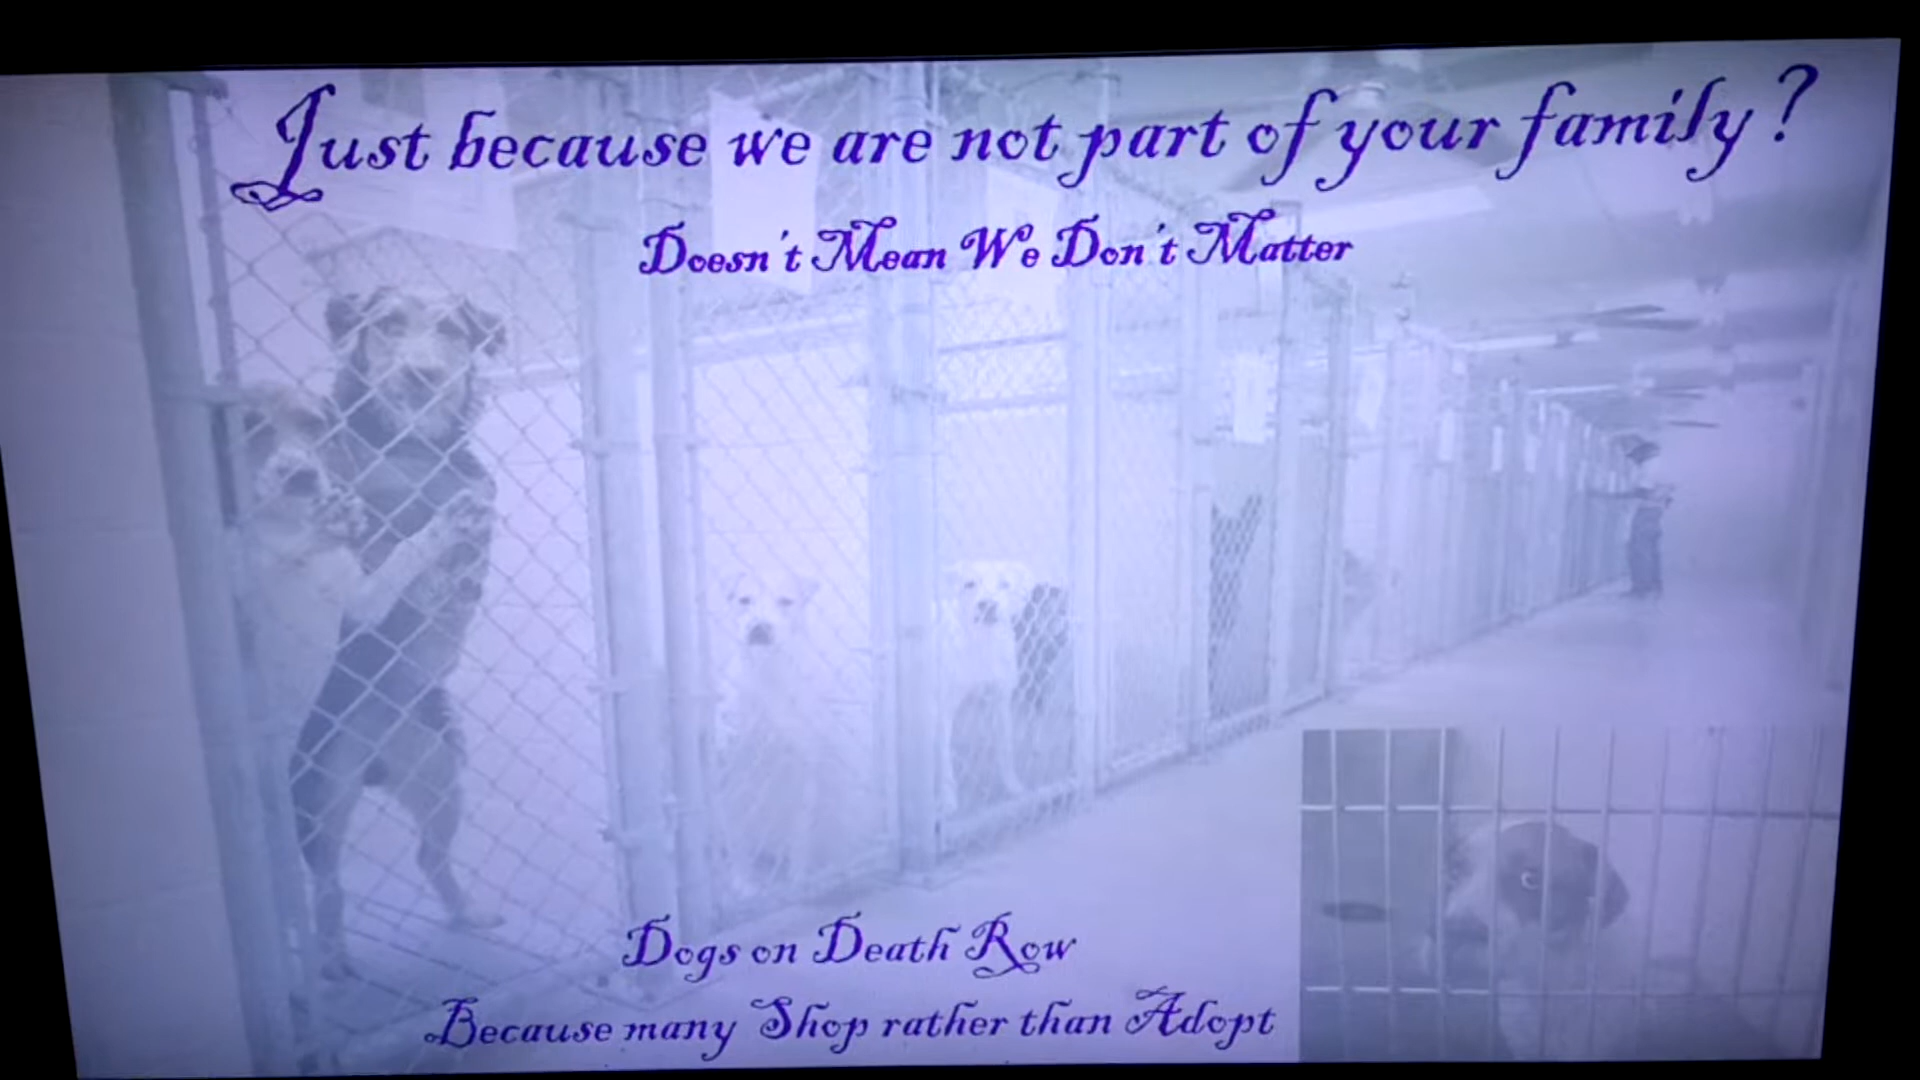 Just because we are not part of your family?
Doesn't Mean We Don't Matter
Dogs on Death Row
Because many Shop rather than Adopt